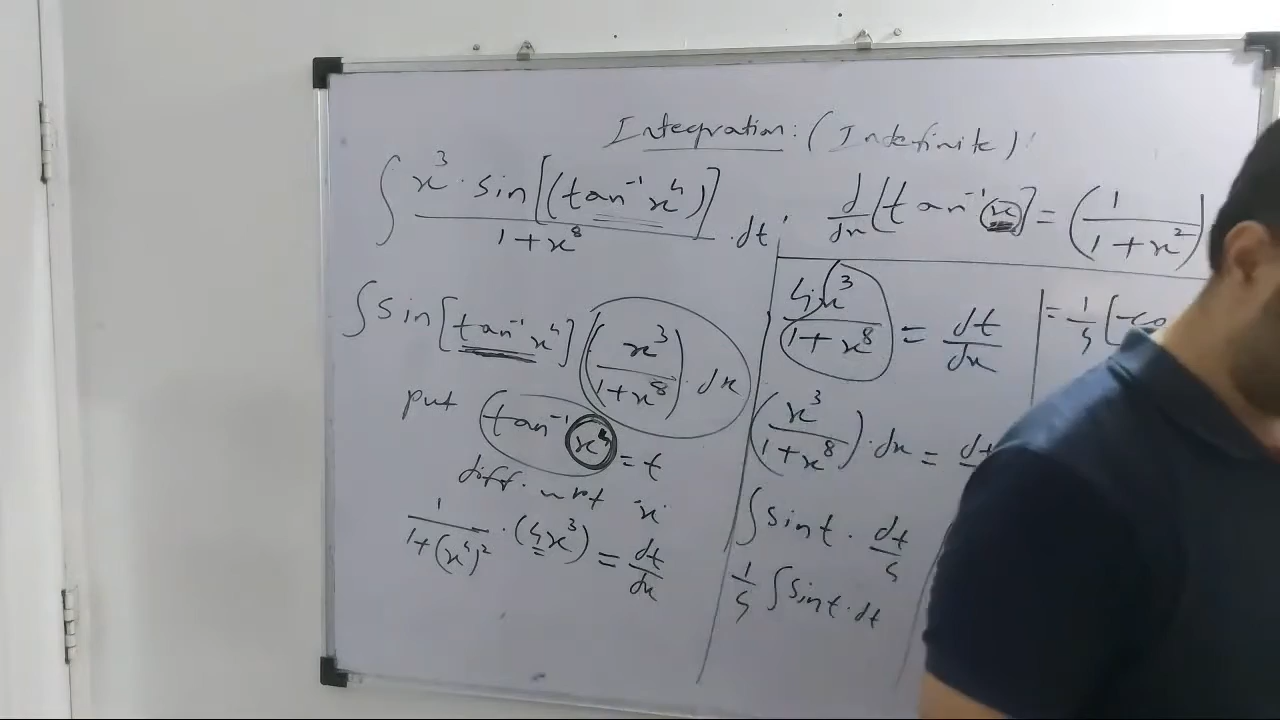 Integration: (Indefinite)
∫ x³ · sin[(tan⁻¹ x⁴)] / 1 + x⁸ · dt
∫ sin[tan⁻¹ x⁴] (x³ / 1 + x⁸) · dx
put (tan⁻¹ x⁴) = t
diff. w.r.t 'x'
1 / 1 + (x⁴)² · (4x³) = dt / dx
d / dx [tan⁻¹(x)] = (1 / 1 + x²)
4x³ / 1 + x⁸ = dt / dx
(x³ / 1 + x⁸) · dx = dt
∫ sin t · dt / 4
1 / 4 ∫ sin t · dt
= 1 / 4 [-co